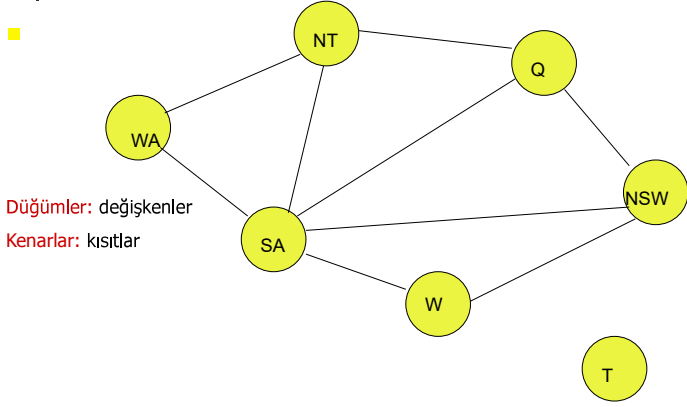 NT
Q
WA
Düğümler: değişkenler
NSW
Kenarlar: kısıtlar
SA
W
T